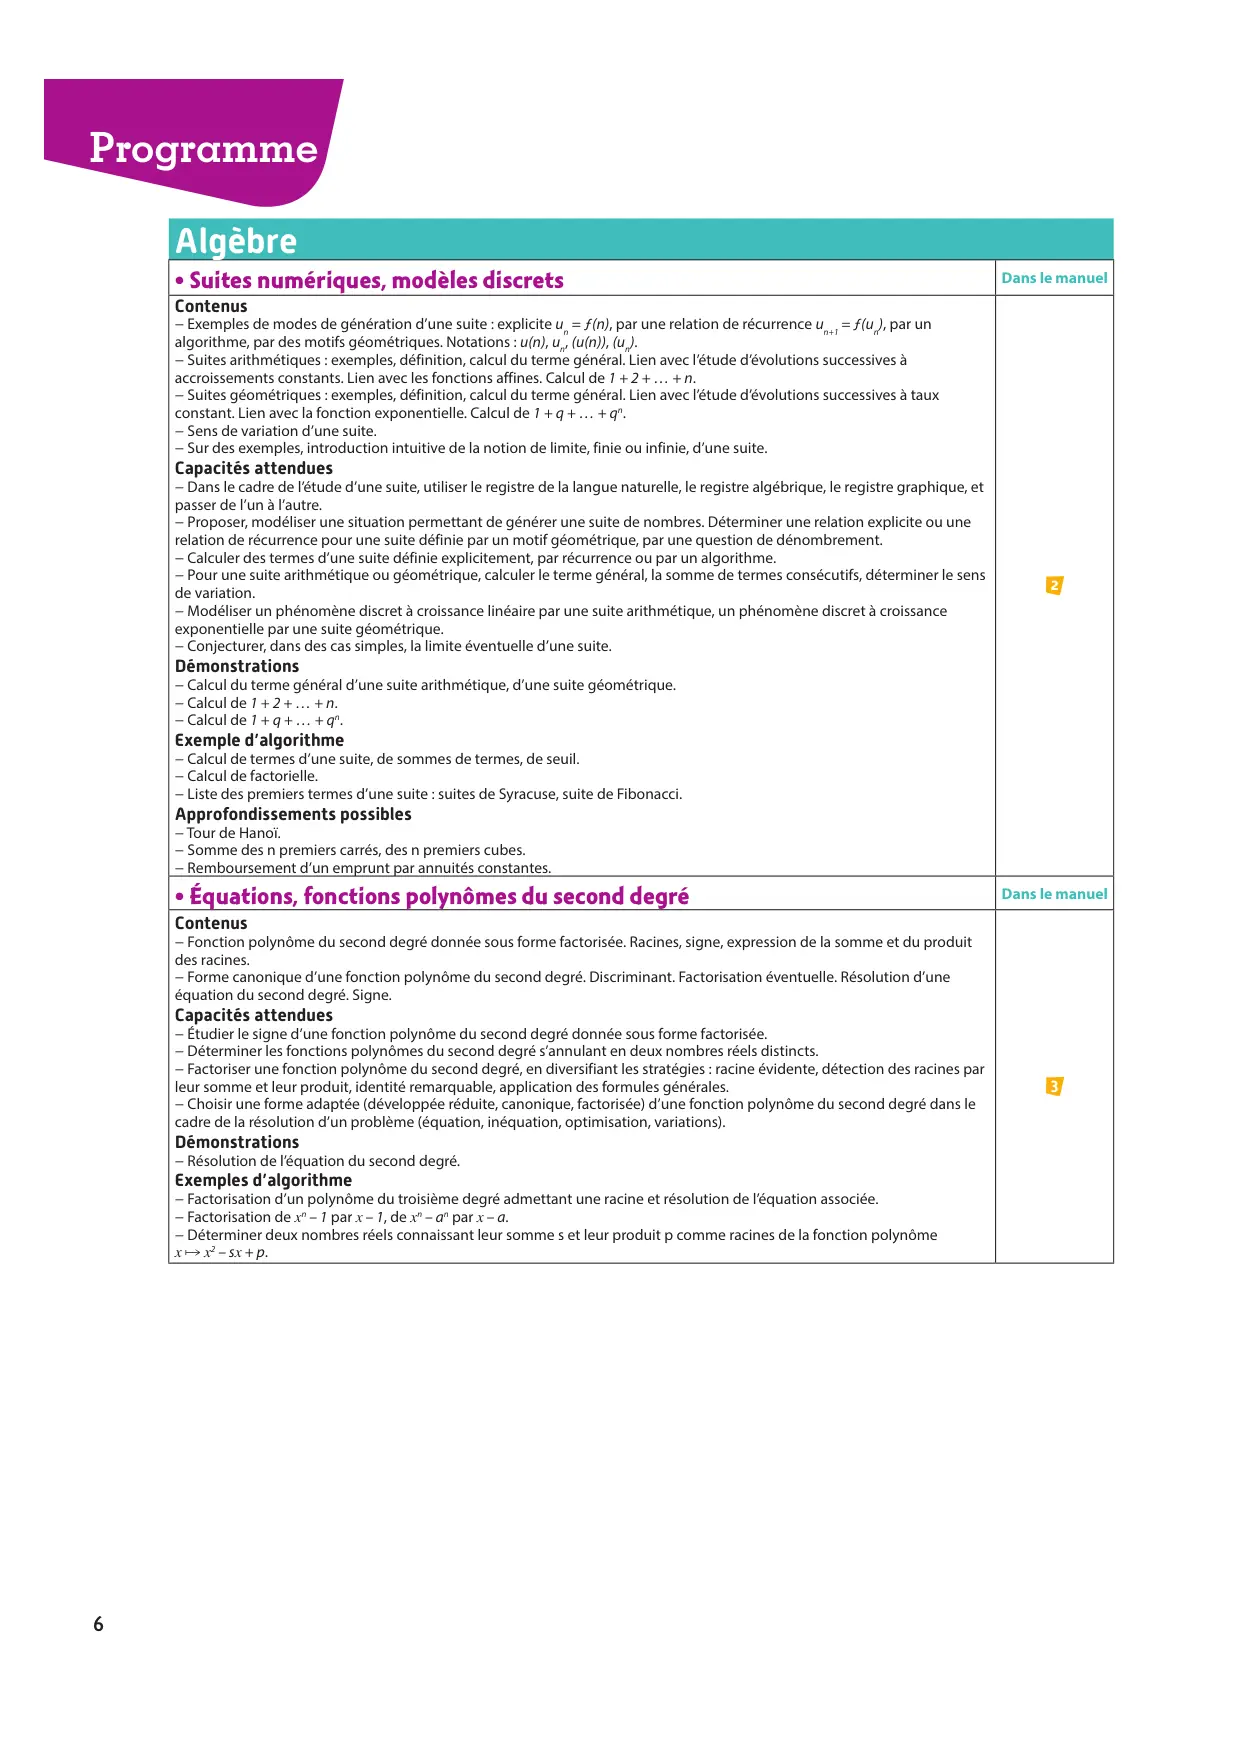 Programme
Algèbre
• Suites numériques, modèles discrets
Dans le manuel
Contenus
– Exemples de modes de génération d’une suite : explicite uₙ = ƒ(n), par une relation de récurrence uₙ₊₁ = ƒ(uₙ), par un
algorithme, par des motifs géométriques. Notations : u(n), uₙ, (u(n)), (uₙ).
– Suites arithmétiques : exemples, définition, calcul du terme général. Lien avec l’étude d’évolutions successives à
accroissements constants. Lien avec les fonctions affines. Calcul de 1 + 2 + … + n.
– Suites géométriques : exemples, définition, calcul du terme général. Lien avec l’étude d’évolutions successives à taux
constant. Lien avec la fonction exponentielle. Calcul de 1 + q + … + qⁿ.
– Sens de variation d’une suite.
– Sur des exemples, introduction intuitive de la notion de limite, finie ou infinie, d’une suite.
Capacités attendues
– Dans le cadre de l’étude d’une suite, utiliser le registre de la langue naturelle, le registre algébrique, le registre graphique, et
passer de l’un à l’autre.
– Proposer, modéliser une situation permettant de générer une suite de nombres. Déterminer une relation explicite ou une
relation de récurrence pour une suite définie par un motif géométrique, par une question de dénombrement.
– Calculer des termes d’une suite définie explicitement, par récurrence ou par un algorithme.
– Pour une suite arithmétique ou géométrique, calculer le terme général, la somme de termes consécutifs, déterminer le sens
de variation.
– Modéliser un phénomène discret à croissance linéaire par une suite arithmétique, un phénomène discret à croissance
exponentielle par une suite géométrique.
– Conjecturer, dans des cas simples, la limite éventuelle d’une suite.
Démonstrations
– Calcul du terme général d’une suite arithmétique, d’une suite géométrique.
– Calcul de 1 + 2 + … + n.
– Calcul de 1 + q + … + qⁿ.
Exemple d’algorithme
– Calcul de termes d’une suite, de sommes de termes, de seuil.
– Calcul de factorielle.
– Liste des premiers termes d’une suite : suites de Syracuse, suite de Fibonacci.
Approfondissements possibles
– Tour de Hanoï.
– Somme des n premiers carrés, des n premiers cubes.
– Remboursement d’un emprunt par annuités constantes.
2
• Équations, fonctions polynômes du second degré
Dans le manuel
Contenus
– Fonction polynôme du second degré donnée sous forme factorisée. Racines, signe, expression de la somme et du produit
des racines.
– Forme canonique d’une fonction polynôme du second degré. Discriminant. Factorisation éventuelle. Résolution d’une
équation du second degré. Signe.
Capacités attendues
– Étudier le signe d’une fonction polynôme du second degré donnée sous forme factorisée.
– Déterminer les fonctions polynômes du second degré s’annulant en deux nombres réels distincts.
– Factoriser une fonction polynôme du second degré, en diversifiant les stratégies : racine évidente, détection des racines par
leur somme et leur produit, identité remarquable, application des formules générales.
– Choisir une forme adaptée (développée réduite, canonique, factorisée) d’une fonction polynôme du second degré dans le
cadre de la résolution d’un problème (équation, inéquation, optimisation, variations).
Démonstrations
– Résolution de l’équation du second degré.
Exemples d’algorithme
– Factorisation d’un polynôme du troisième degré admettant une racine et résolution de l’équation associée.
– Factorisation de xⁿ – 1 par x – 1, de xⁿ – aⁿ par x – a.
– Déterminer deux nombres réels connaissant leur somme s et leur produit p comme racines de la fonction polynôme
x ↦ x² – sx + p.
3
6